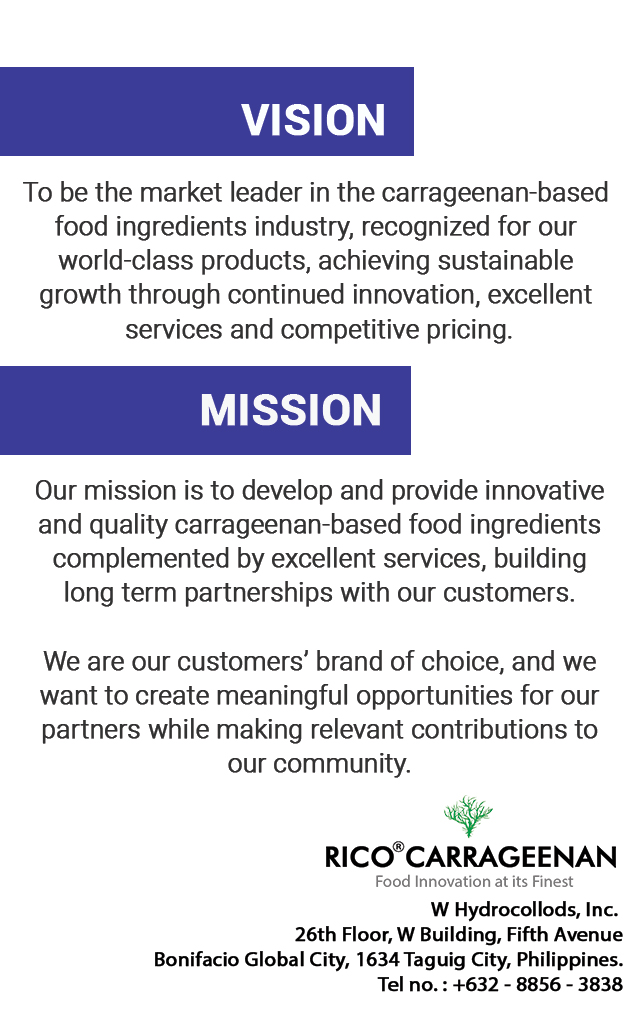 VISION
To be the market leader in the carrageenan-based
food ingredients industry, recognized for our
world-class products, achieving sustainable
growth through continued innovation, excellent
services and competitive pricing.
MISSION
Our mission is to develop and provide innovative
and quality carrageenan-based food ingredients
complemented by excellent services, building
long term partnerships with our customers.
We are our customers’ brand of choice, and we
want to create meaningful opportunities for our
partners while making relevant contributions to
our community.
RICO® CARRAGEENAN
Food Innovation at its Finest
W Hydrocollods, Inc.
26th Floor, W Building, Fifth Avenue
Bonifacio Global City, 1634 Taguig City, Philippines.
Tel no. : +632 - 8856 - 3838